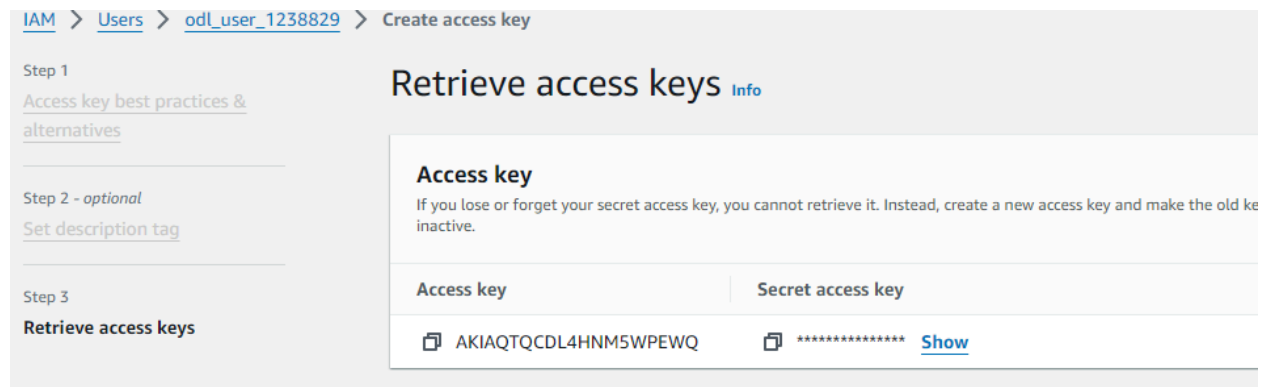 IAM > Users > odl_user_1238829 > Create access key
Step 1
Access key best practices &
alternatives
Step 2 - optional
Set description tag
Step 3
Retrieve access keys
Retrieve access keys Info
Access key
If you lose or forget your secret access key, you cannot retrieve it. Instead, create a new access key and make the old ke
inactive.
Access key Secret access key
AKIAQTQCDL4HNM5WPEWQ *************** Show